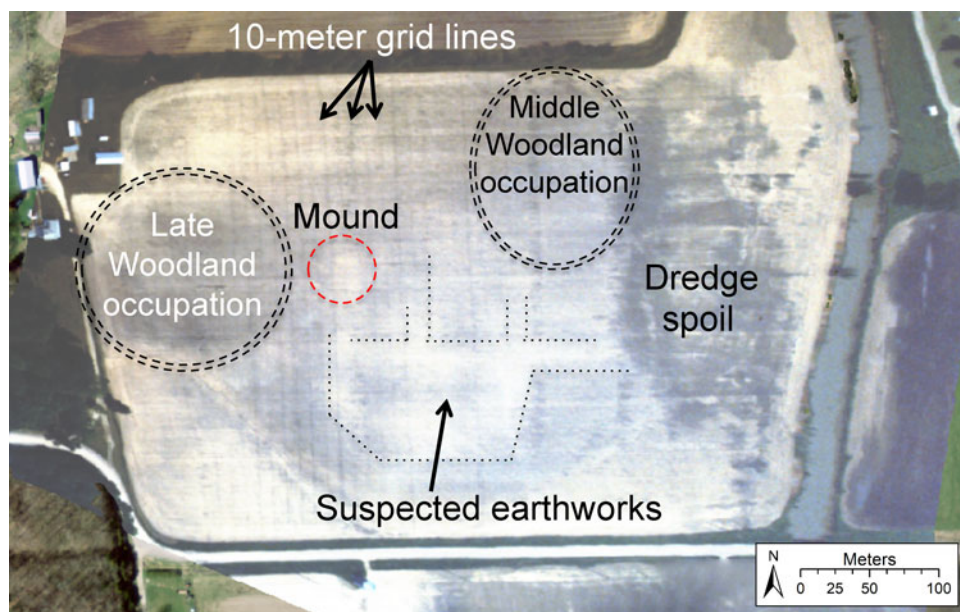 10-meter grid lines
Middle
Woodland
occupation
Late
Woodland
occupation
Mound
Dredge
spoil
Suspected earthworks
N
Meters
0 25 50 100